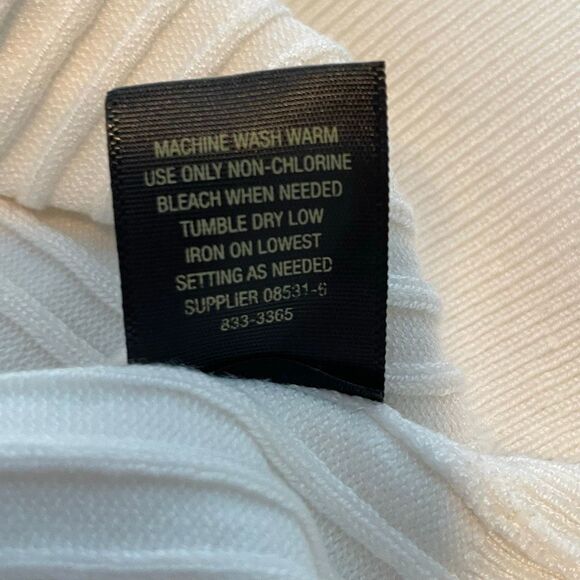 MACHINE WASH WARM
USE ONLY NON-CHLORINE
BLEACH WHEN NEEDED
TUMBLE DRY LOW
IRON ON LOWEST
SETTING AS NEEDED
SUPPLIER 08531-6
833-3365